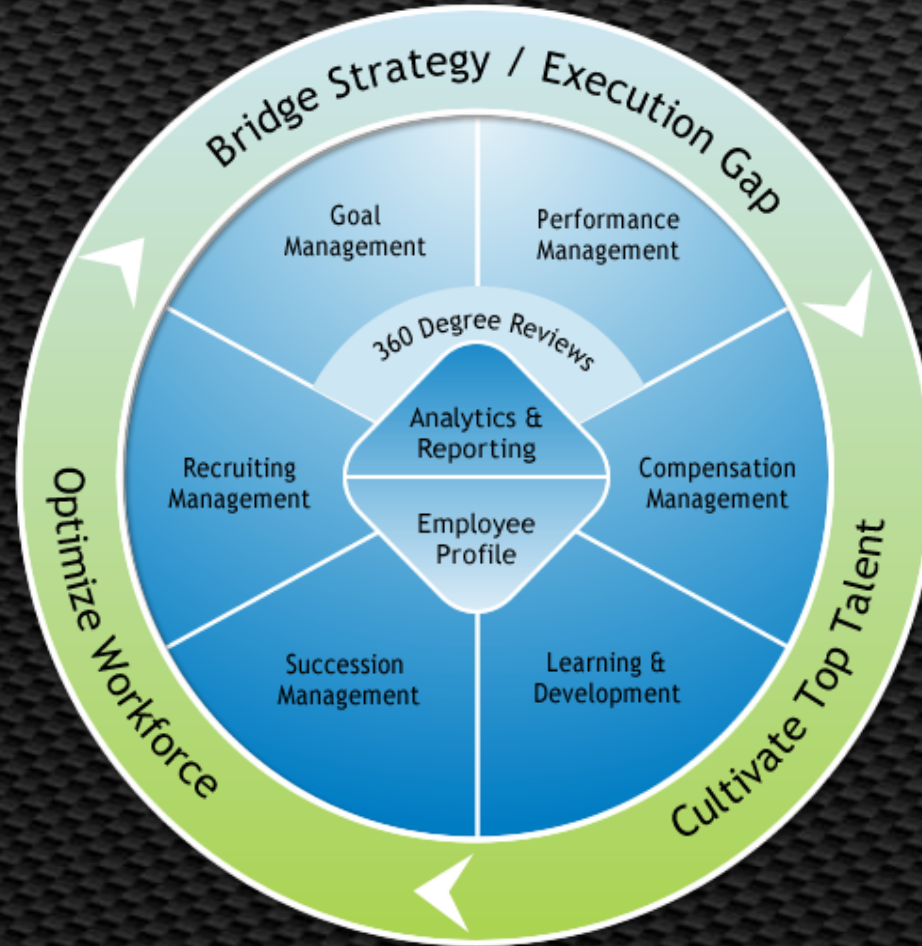 Bridge Strategy / Execution Gap
Goal
Management
Performance
Management
360 Degree Reviews
Analytics &
Reporting
Recruiting
Management
Compensation
Management
Employee
Profile
Succession
Management
Learning &
Development
Optimize Workforce
Cultivate Top Talent